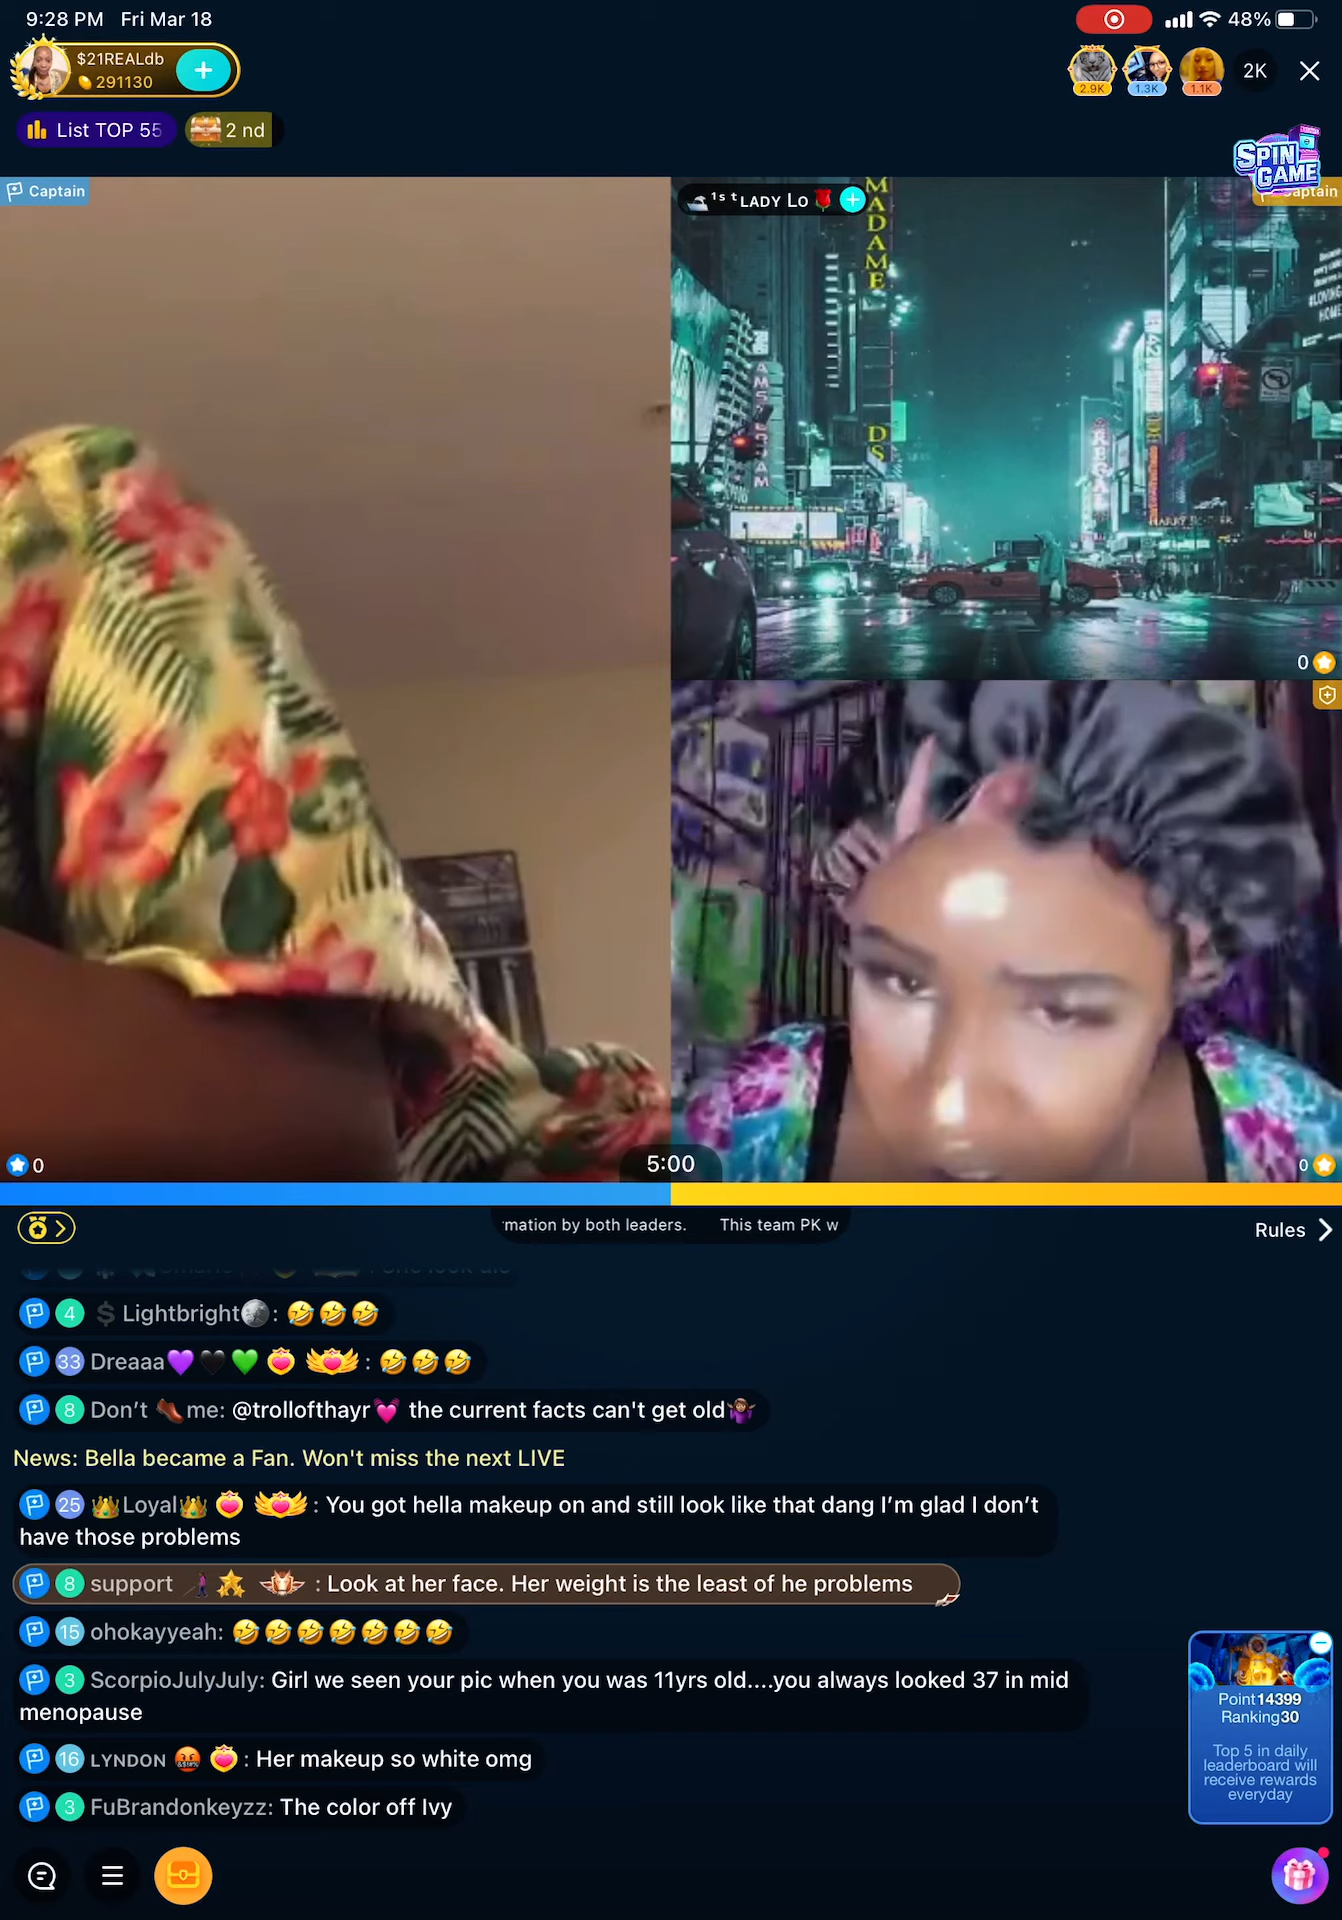 9:28 PM Fri Mar 18
48%
$21REALdb
291130
2.9K
1.3K
1.1K
2K
List TOP 55
2 nd
SPIN
GAME
Captain
1st LADY Lo
aptain
MADAME
DS
AMSTERDAM
REGAL
42
HOME
0
0
5:00
0
mation by both leaders. This team PK w
Rules
4 $ Lightbright: 🤣🤣🤣
33 Dreaaa💜🖤💚 : 🤣🤣🤣
8 Don't 👞me: @trollofthayr💓 the current facts can't get old🤷🏾‍♀️
News: Bella became a Fan. Won't miss the next LIVE
25 👑Loyal👑 : You got hella makeup on and still look like that dang I'm glad I don't
have those problems
8 support : Look at her face. Her weight is the least of he problems
15 ohokayyeah: 🤣🤣🤣🤣🤣🤣🤣
3 ScorpioJulyJuly: Girl we seen your pic when you was 11yrs old....you always looked 37 in mid
menopause
16 LYNDON 🤬 : Her makeup so white omg
3 FuBrandonkeyzz: The color off Ivy
Point14399
Ranking30
Top 5 in daily
leaderboard will
receive rewards
everyday